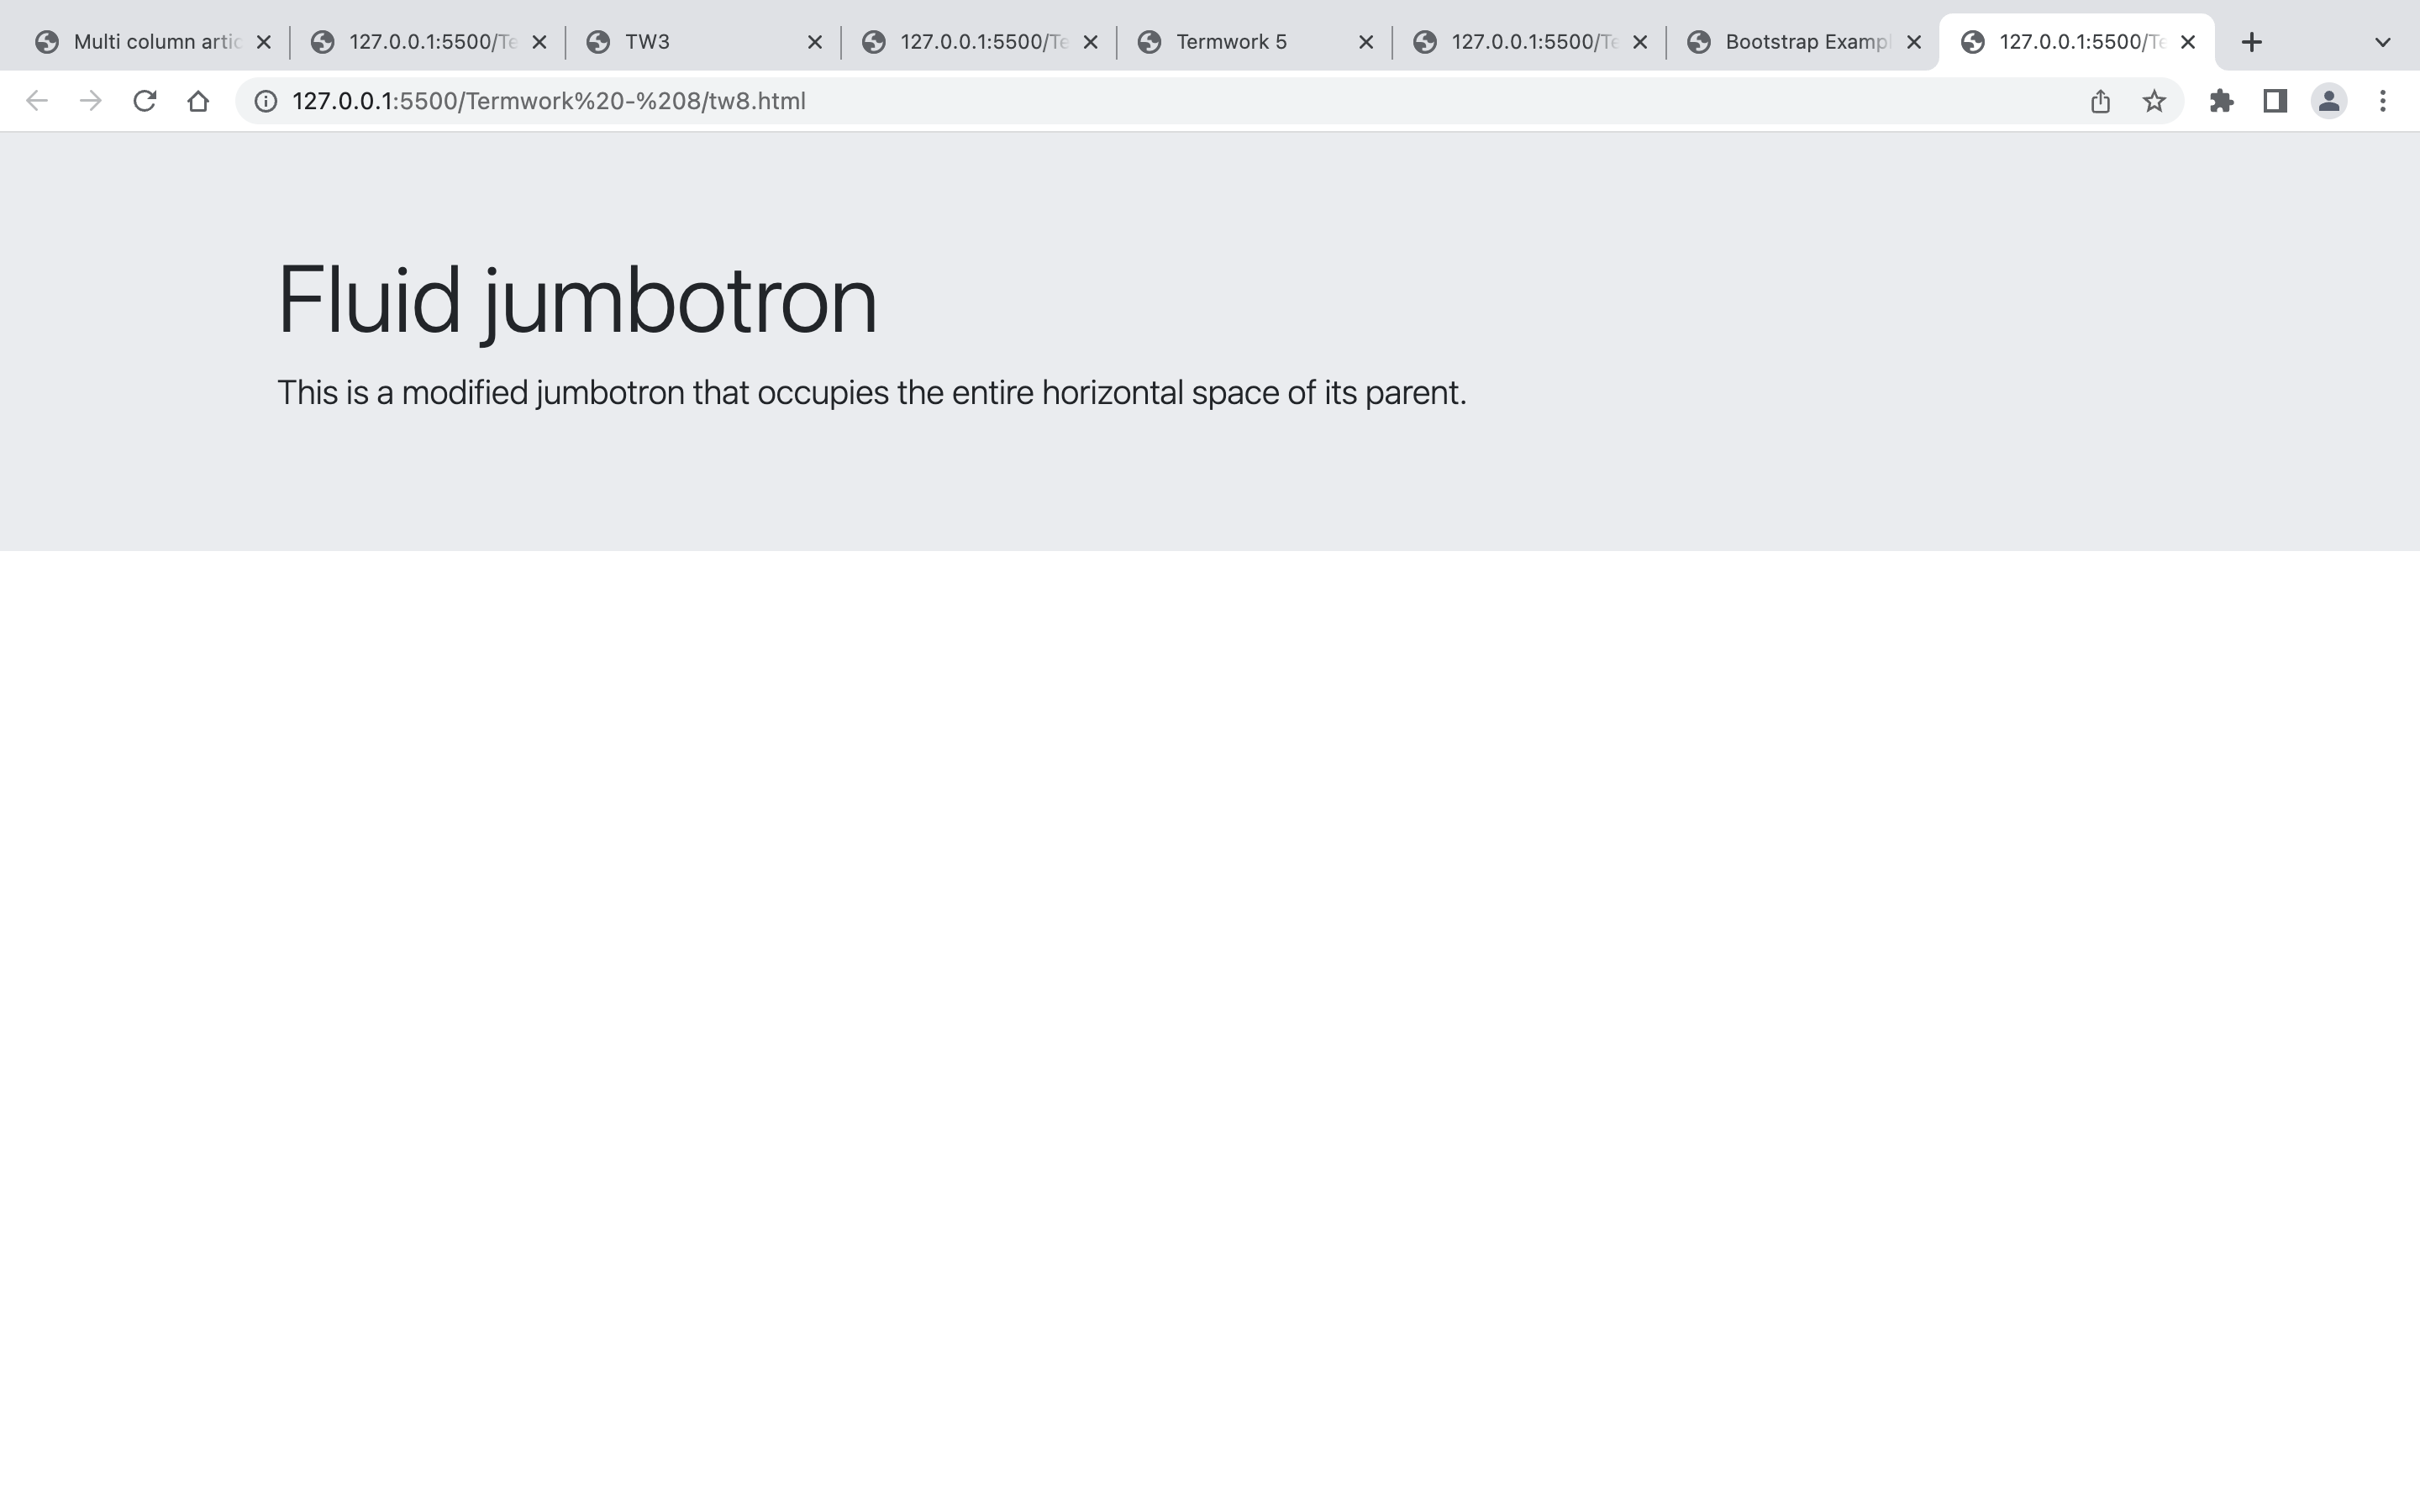 Multi column artic
127.0.0.1:5500/Te
TW3
127.0.0.1:5500/Te
Termwork 5
127.0.0.1:5500/Te
Bootstrap Exampl
127.0.0.1:5500/Te
127.0.0.1:5500/Termwork%20-%208/tw8.html
Fluid jumbotron
This is a modified jumbotron that occupies the entire horizontal space of its parent.